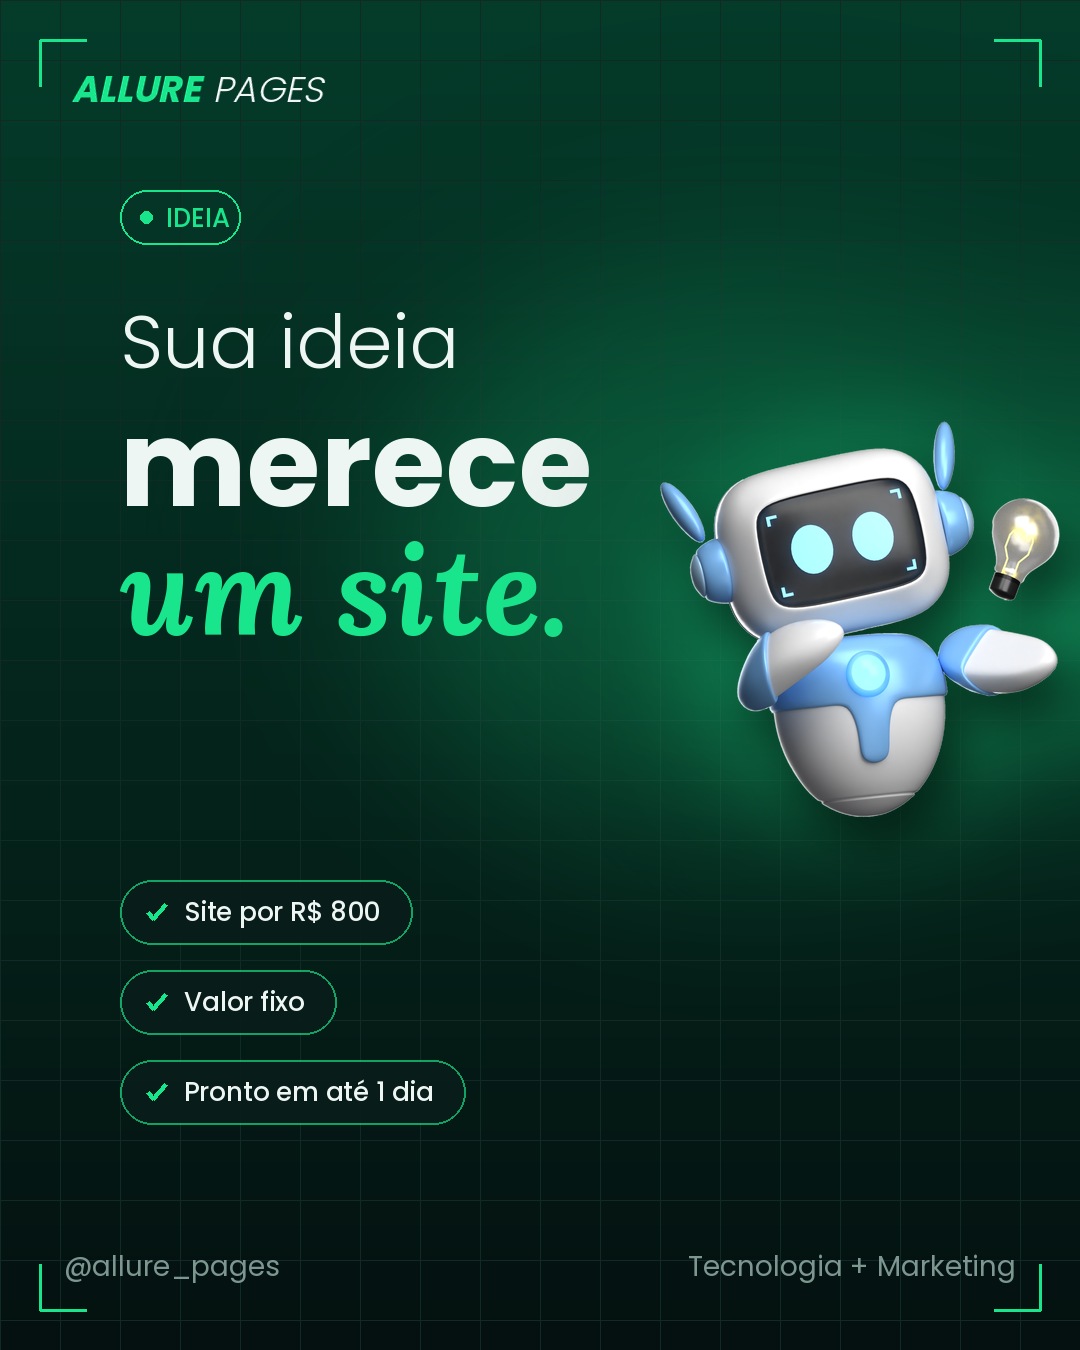 ALLURE PAGES
IDEIA
Sua ideia
merece
um site.
Site por R$ 800
Valor fixo
Pronto em até 1 dia
@allure_pages
Tecnologia + Marketing